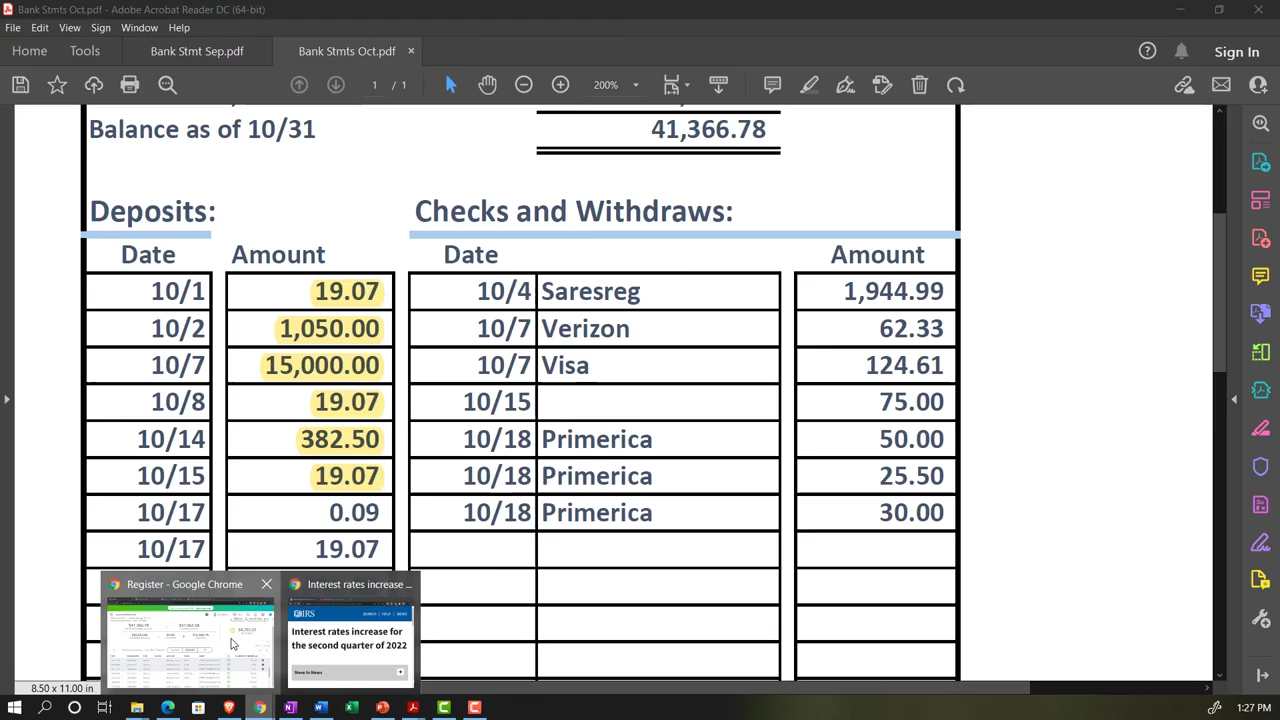 Bank Stmts Oct.pdf - Adobe Acrobat Reader DC (64-bit)
File Edit View Sign Window Help
Home Tools Bank Stmt Sep.pdf Bank Stmts Oct.pdf × Sign In
1 / 1 200%
Balance as of 10/31 41,366.78
Deposits: Checks and Withdraws:
Date Amount Date Amount
10/1 19.07 10/4 Saresreg 1,944.99
10/2 1,050.00 10/7 Verizon 62.33
10/7 15,000.00 10/7 Visa 124.61
10/8 19.07 10/15 75.00
10/14 382.50 10/18 Primerica 50.00
10/15 19.07 10/18 Primerica 25.50
10/17 0.09 10/18 Primerica 30.00
10/17 19.07
Register - Google Chrome Interest rates increase ...
IRS
Interest rates increase for
the second quarter of 2022
8.50 x 11.00 in
1:27 PM